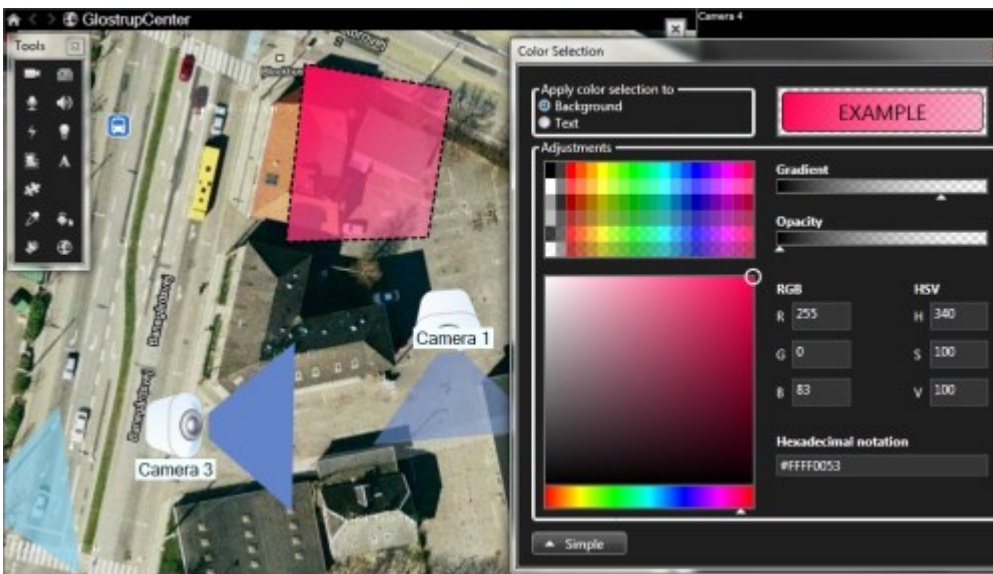 GlostrupCenter
Camera 4
Tools
Color Selection
Apply color selection to
Background
Text
EXAMPLE
Adjustments
Gradient
Opacity
RGB
HSV
R 255
H 340
G 0
S 100
B 83
V 100
Hexadecimal notation
#FFFF0053
Simple
A
Camera 1
Camera 3